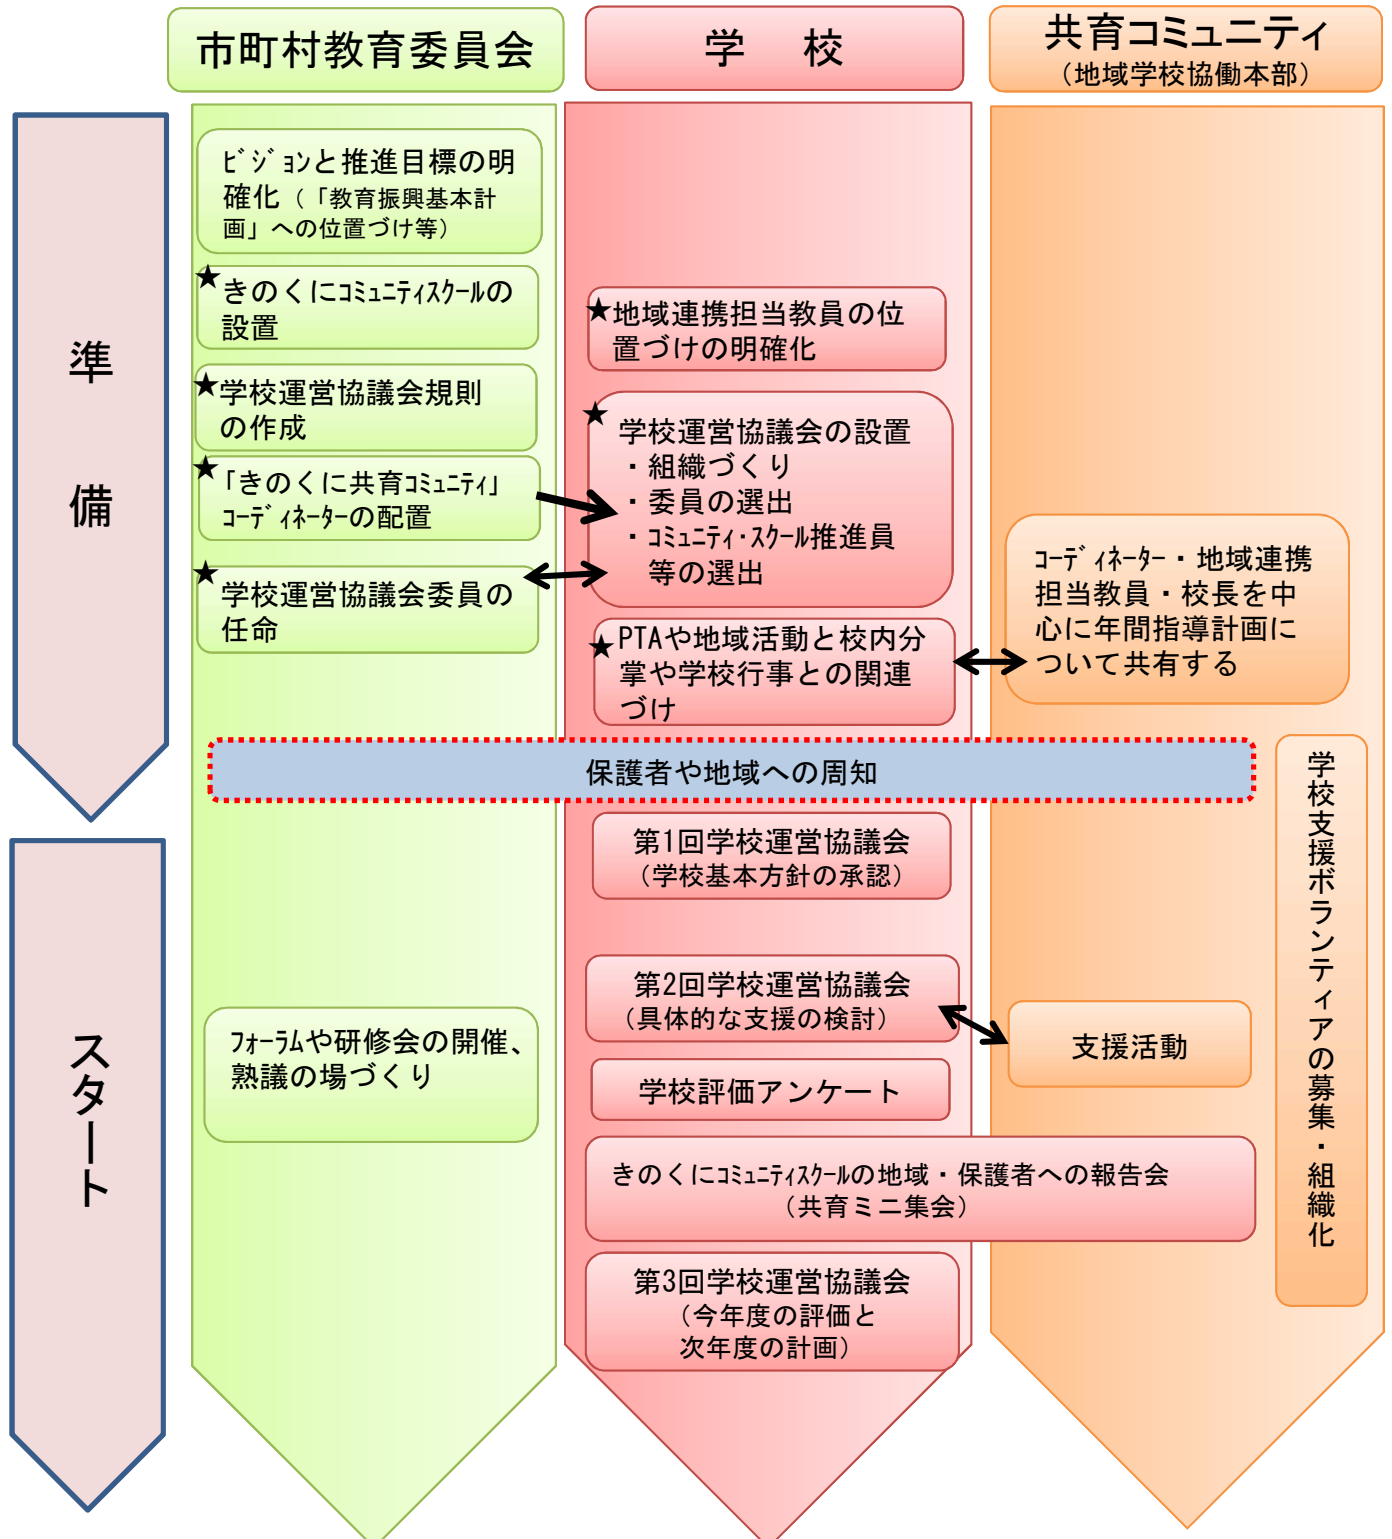 市町村教育委員会
学　校
共育コミュニティ
（地域学校協働本部）
準
備
ビジョンと推進目標の明
確化（「教育振興基本計
画」への位置づけ等）
★きのくにコミュニティスクールの
設置
★学校運営協議会規則
の作成
★「きのくに共育コミュニティ」
コーディネーターの配置
★学校運営協議会委員の
任命
★地域連携担当教員の位
置づけの明確化
★学校運営協議会の設置
・組織づくり
・委員の選出
・コミュニティ・スクール推進員
等の選出
★PTAや地域活動と校内分
掌や学校行事との関連
づけ
コーディネーター・地域連携
担当教員・校長を中
心に年間指導計画に
ついて共有する
保護者や地域への周知
スタート
フォーラムや研修会の開催、
熟議の場づくり
第1回学校運営協議会
（学校基本方針の承認）
第2回学校運営協議会
（具体的な支援の検討）
学校評価アンケート
きのくにコミュニティスクールの地域・保護者への報告会
（共育ミニ集会）
第3回学校運営協議会
（今年度の評価と
次年度の計画）
支援活動
学校支援ボランティアの募集・組織化